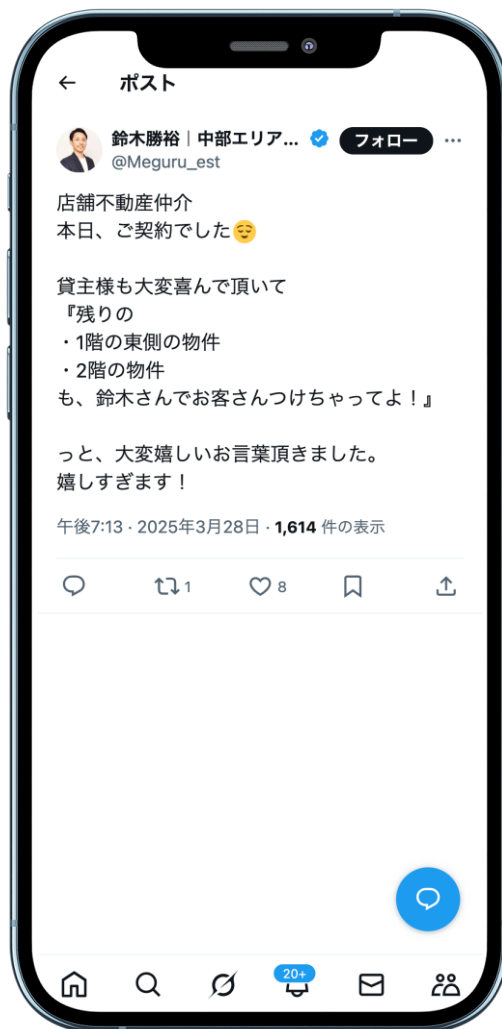 ポスト
鈴木勝裕｜中部エリア...
フォロー
@Meguru_est
店舗不動産仲介
本日、ご契約でした😌
貸主様も大変喜んで頂いて
『残りの
・1階の東側の物件
・2階の物件
も、鈴木さんでお客さんつけちゃってよ！』
っと、大変嬉しいお言葉頂きました。
嬉しすぎます！
午後7:13 · 2025年3月28日 · 1,614 件の表示
1
8
20+